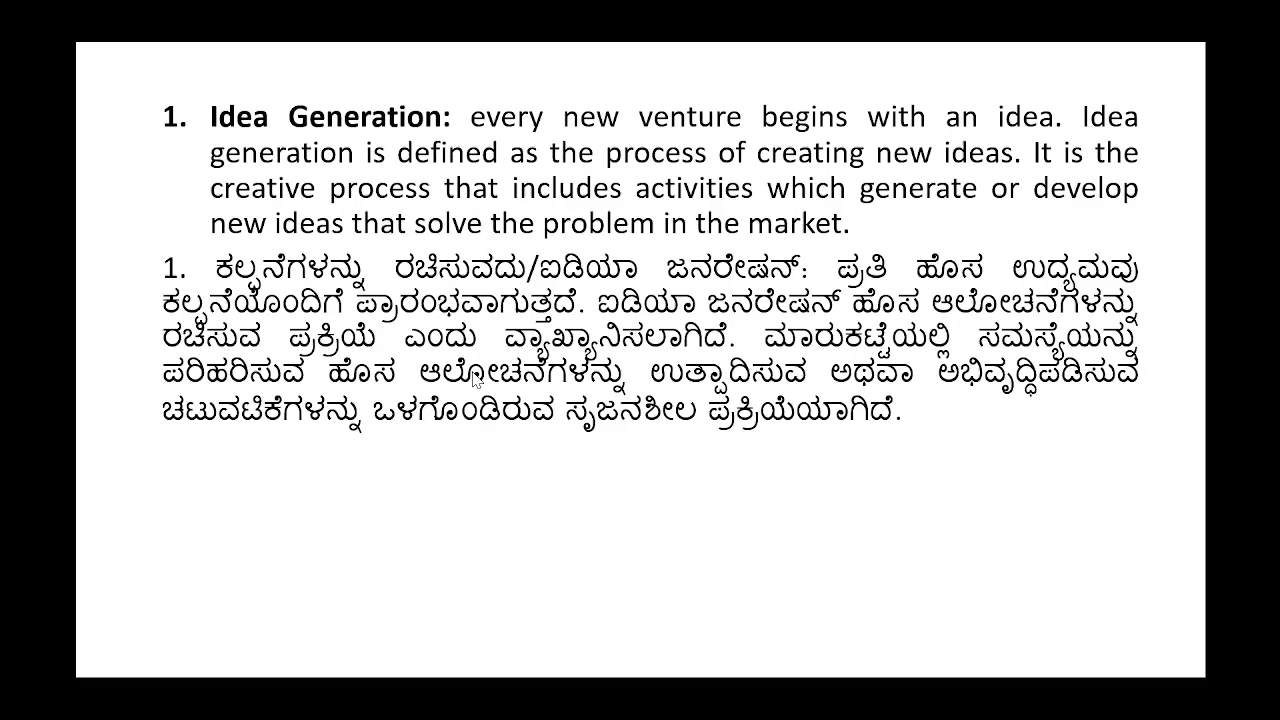 1. Idea Generation: every new venture begins with an idea. Idea
generation is defined as the process of creating new ideas. It is the
creative process that includes activities which generate or develop
new ideas that solve the problem in the market.
1. ಕಲ್ಪನೆಗಳನ್ನು ರಚಿಸುವದು/ಐಡಿಯಾ ಜನರೇಷನ್: ಪ್ರತಿ ಹೊಸ ಉದ್ಯಮವು
ಕಲ್ಪನೆಯೊಂದಿಗೆ ಪ್ರಾರಂಭವಾಗುತ್ತದೆ. ಐಡಿಯಾ ಜನರೇಷನ್ ಹೊಸ ಆಲೋಚನೆಗಳನ್ನು
ರಚಿಸುವ ಪ್ರಕ್ರಿಯೆ ಎಂದು ವ್ಯಾಖ್ಯಾನಿಸಲಾಗಿದೆ. ಮಾರುಕಟ್ಟೆಯಲ್ಲಿ ಸಮಸ್ಯೆಯನ್ನು
ಪರಿಹರಿಸುವ ಹೊಸ ಆಲೋಚನೆಗಳನ್ನು ಉತ್ಪಾದಿಸುವ ಅಥವಾ ಅಭಿವೃದ್ಧಿಪಡಿಸುವ
ಚಟುವಟಿಕೆಗಳನ್ನು ಒಳಗೊಂಡಿರುವ ಸೃಜನಶೀಲ ಪ್ರಕ್ರಿಯೆಯಾಗಿದೆ.